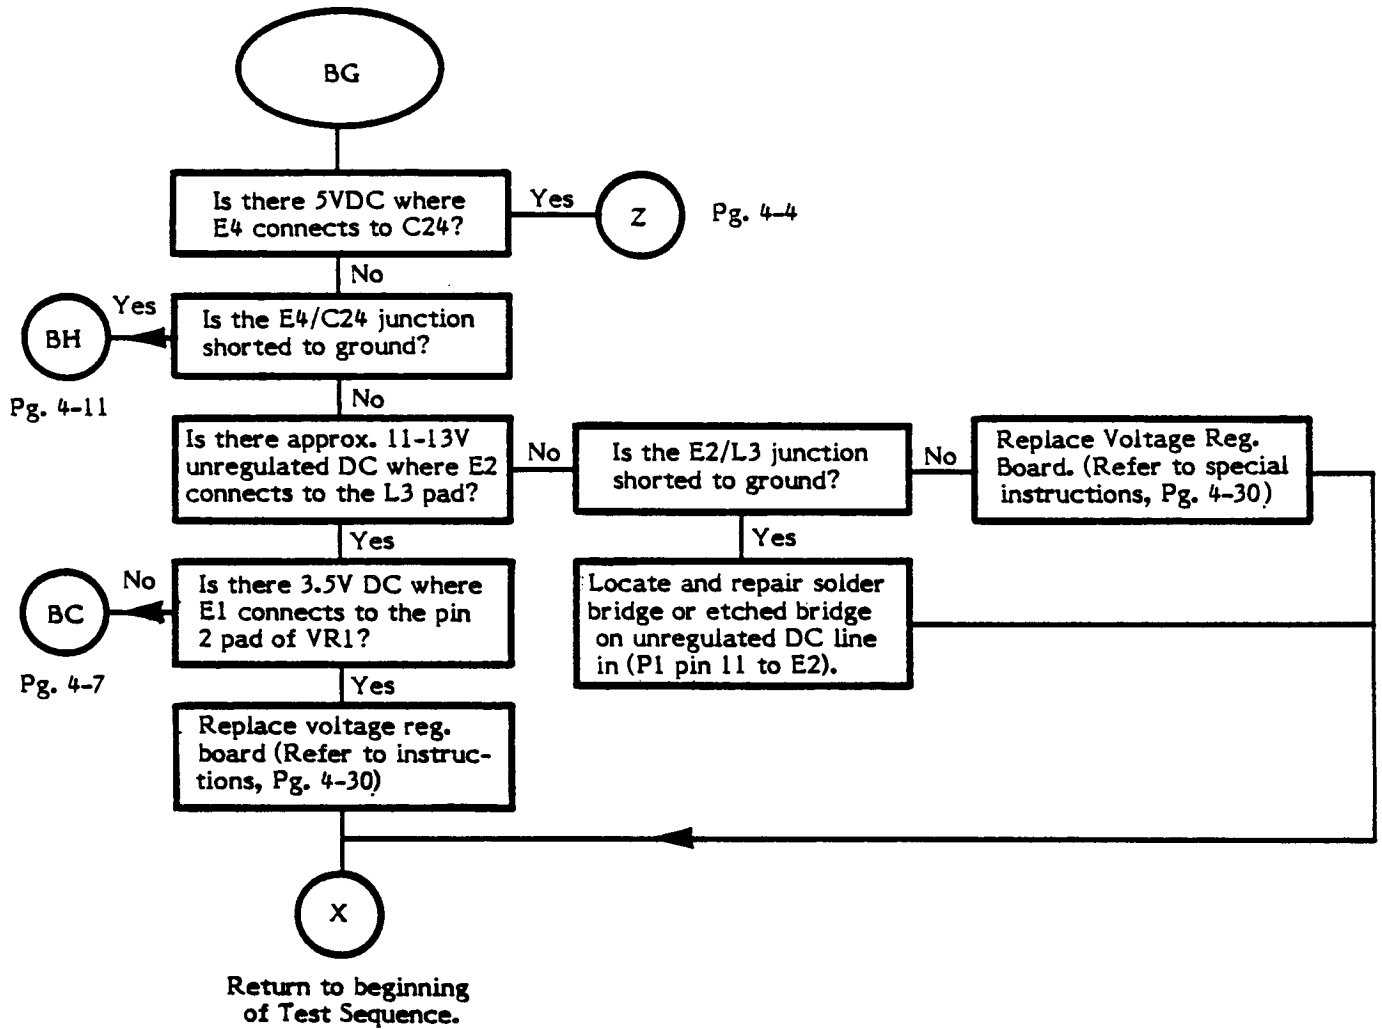 BG
Is there 5VDC where
E4 connects to C24?
Yes
Z
Pg. 4-4
No
Yes
BH
Pg. 4-11
Is the E4/C24 junction
shorted to ground?
No
Is there approx. 11-13V
unregulated DC where E2
connects to the L3 pad?
No
Is the E2/L3 junction
shorted to ground?
No
Replace Voltage Reg.
Board. (Refer to special
instructions, Pg. 4-30)
Yes
Yes
Locate and repair solder
bridge or etched bridge
on unregulated DC line
in (P1 pin 11 to E2).
No
BC
Pg. 4-7
Is there 3.5V DC where
E1 connects to the pin
2 pad of VR1?
Yes
Replace voltage reg.
board (Refer to instruc-
tions, Pg. 4-30)
X
Return to beginning
of Test Sequence.